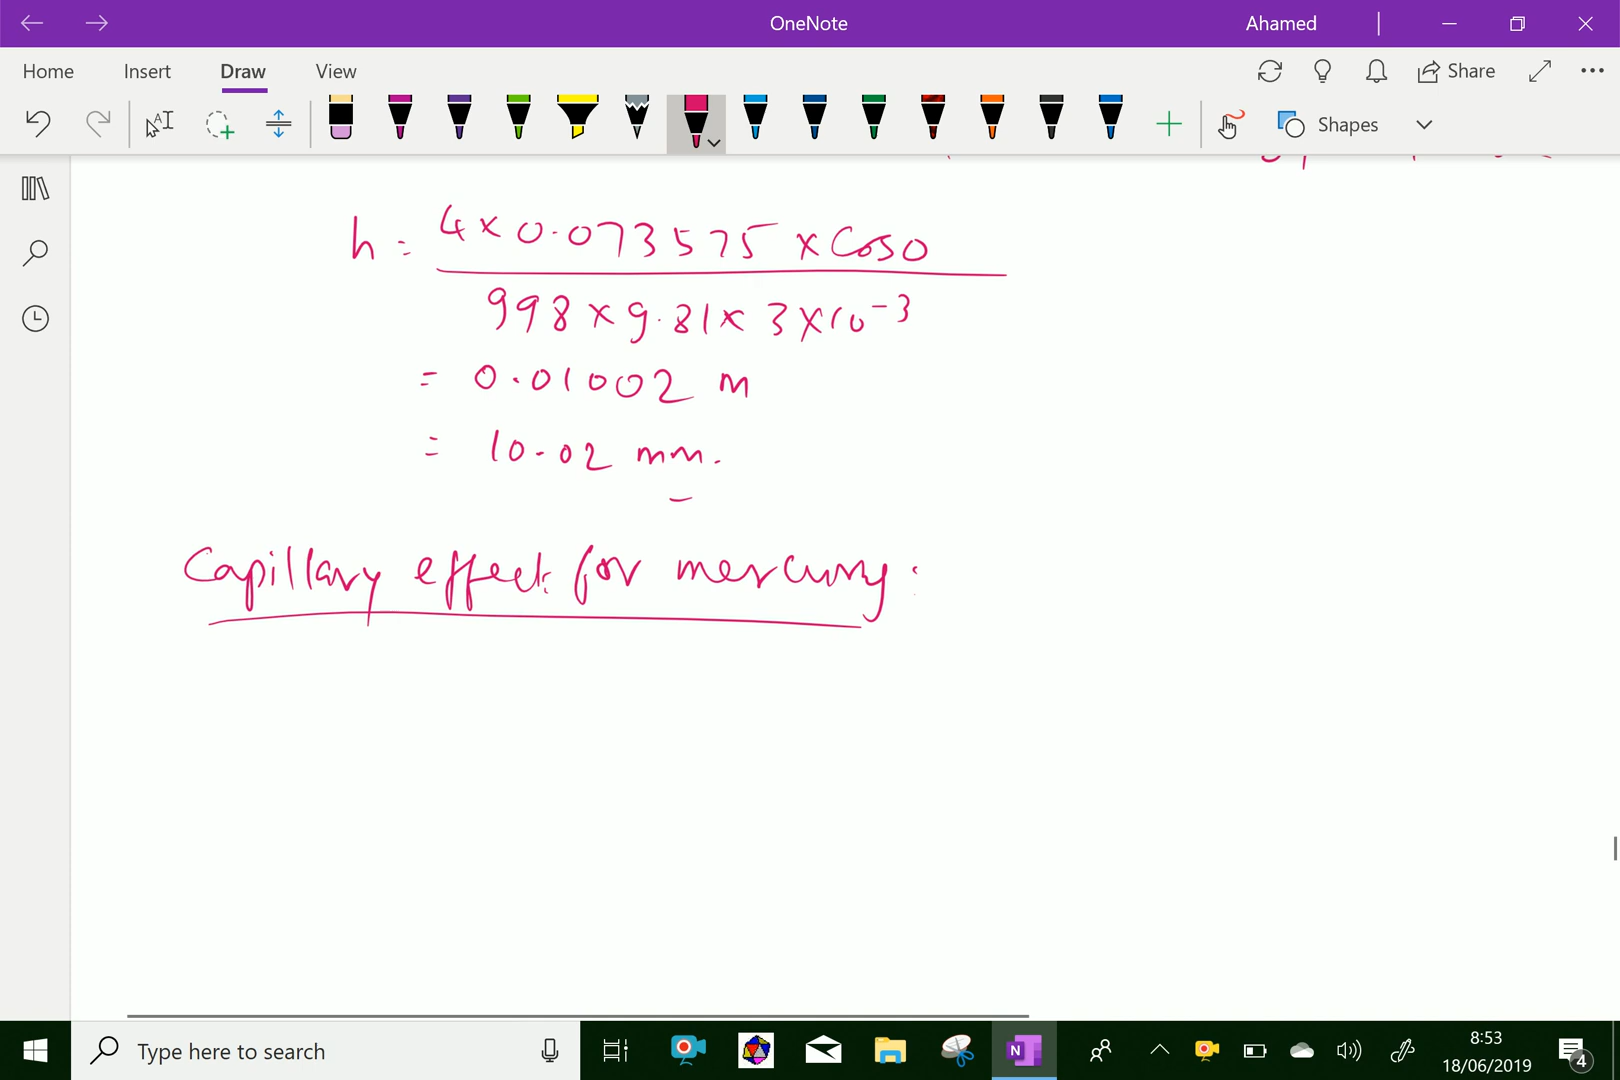 OneNote
Ahamed
Home Insert Draw View
Share
Shapes
h = 4 × 0.073575 × Cos0
998 × 9.81 × 3 × 10⁻³
= 0.01002 m
= 10.02 mm.
Capillary effect for mercury:
Type here to search
8:53
18/06/2019
4